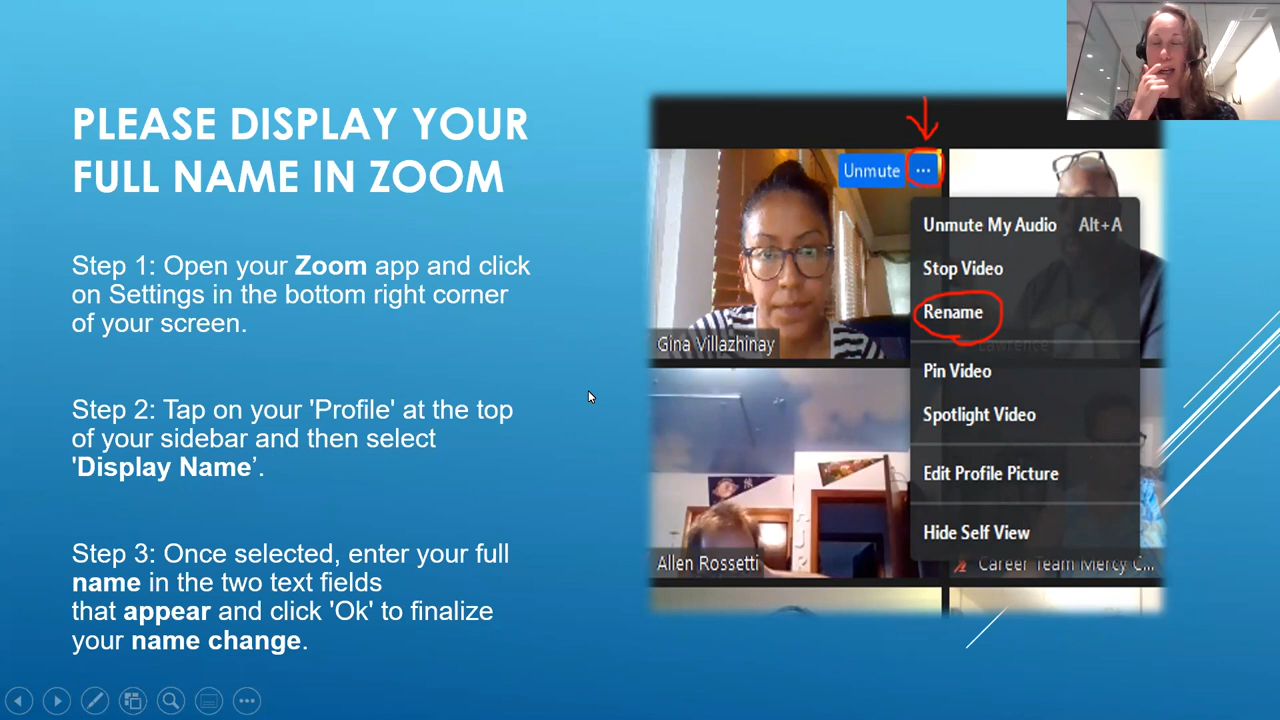 PLEASE DISPLAY YOUR
FULL NAME IN ZOOM
Step 1: Open your Zoom app and click
on Settings in the bottom right corner
of your screen.
Step 2: Tap on your 'Profile' at the top
of your sidebar and then select
'Display Name’.
Step 3: Once selected, enter your full
name in the two text fields
that appear and click 'Ok' to finalize
your name change.
Unmute ...
Unmute My Audio Alt+A
Stop Video
Rename
Lawrence
Pin Video
Spotlight Video
Edit Profile Picture
Hide Self View
Gina Villazhinay
Allen Rossetti
Career Team Mercy C...